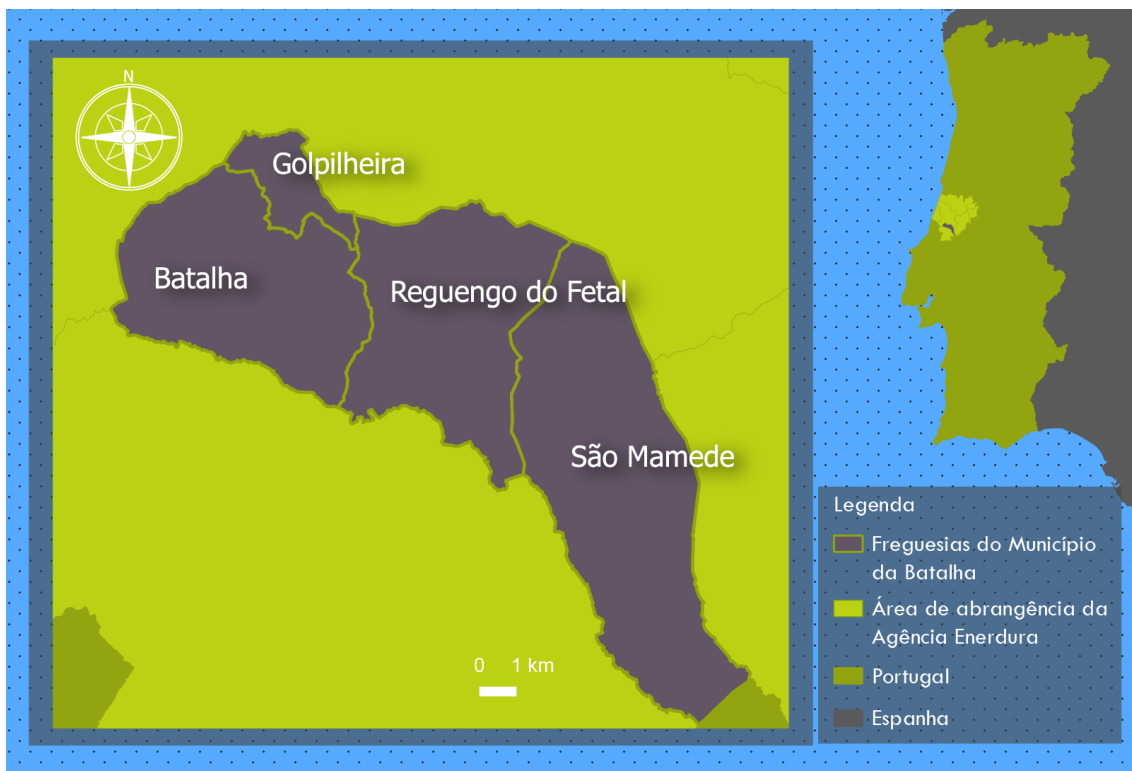 N
Golpilheira
Batalha
Reguengo do Fetal
São Mamede
0 1 km
Legenda
Freguesias do Município
da Batalha
Área de abrangência da
Agência Enerdura
Portugal
Espanha